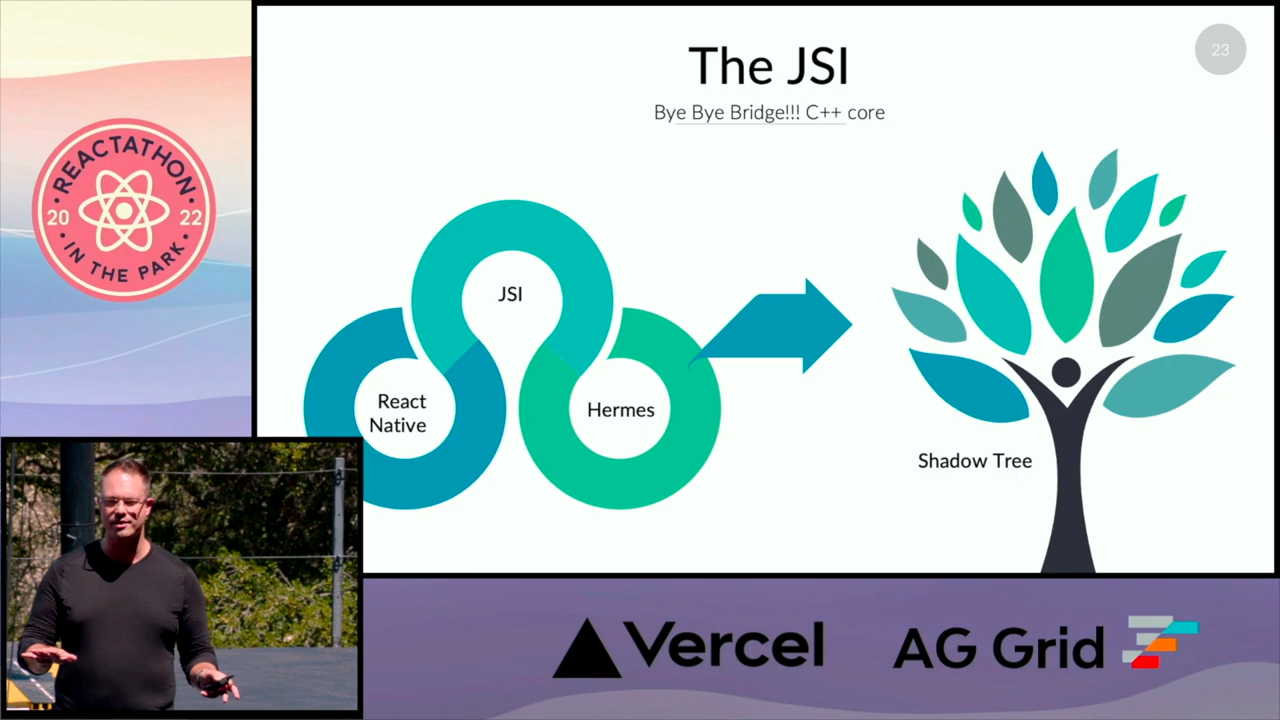 REACTATHON
20 22
IN THE PARK
The JSI
Bye Bye Bridge!!! C++ core
23
JSI
React
Native
Hermes
Shadow Tree
Vercel
AG Grid